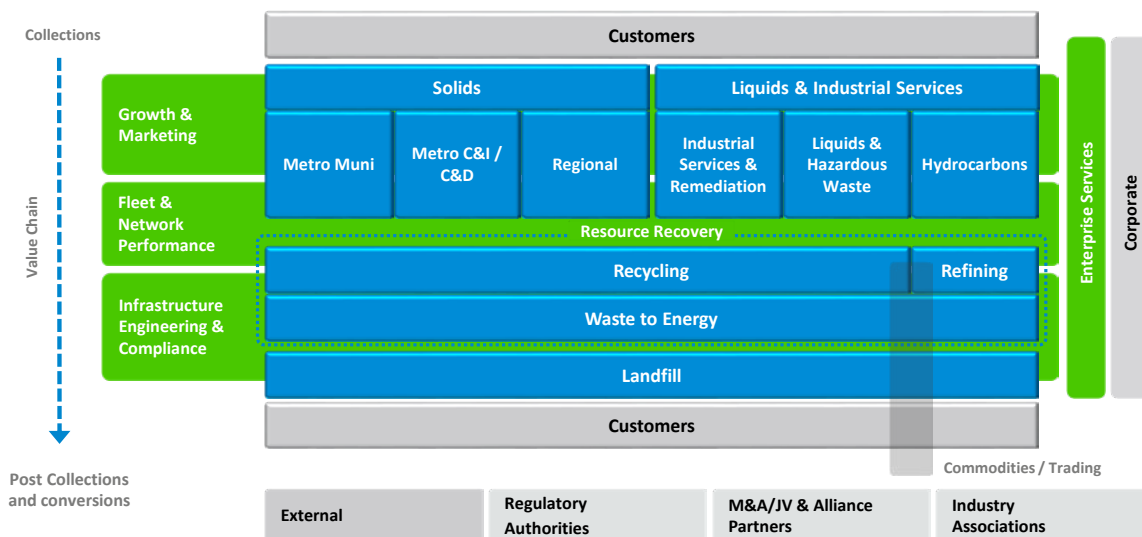 Collections
Customers
Solids
Liquids & Industrial Services
Growth &
Marketing
Metro Muni
Metro C&I /
C&D
Regional
Industrial
Services &
Remediation
Liquids &
Hazardous
Waste
Hydrocarbons
Fleet &
Network
Performance
Resource Recovery
Recycling
Refining
Infrastructure
Engineering &
Compliance
Waste to Energy
Landfill
Customers
Value Chain
Enterprise Services
Corporate
Commodities / Trading
Post Collections
and conversions
External
Regulatory
Authorities
M&A/JV & Alliance
Partners
Industry
Associations